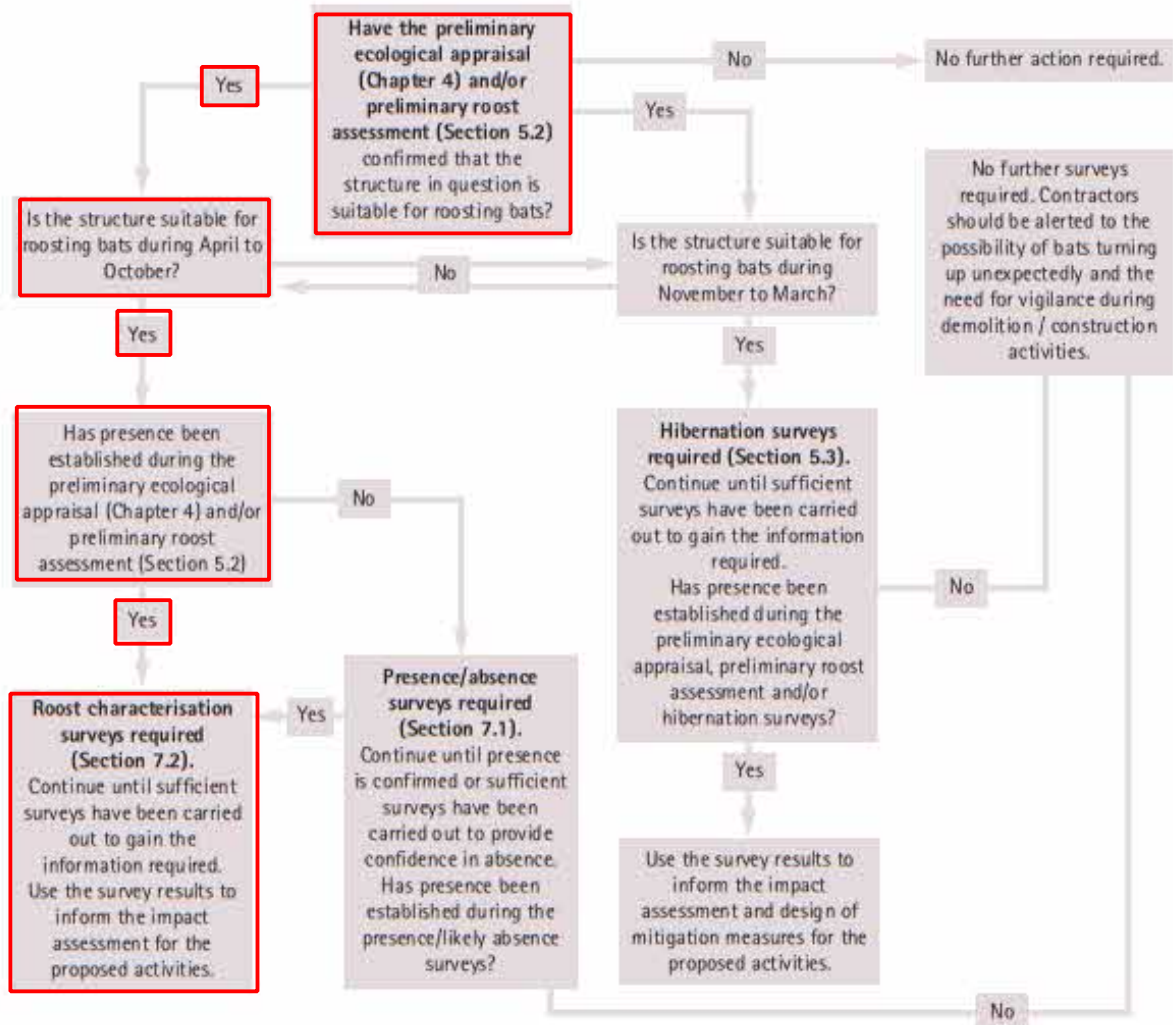 Have the preliminary
ecological appraisal
(Chapter 4) and/or
preliminary roost
assessment (Section 5.2)
confirmed that the
structure in question is
suitable for roosting bats?
No
No further action required.
Yes
Yes
Is the structure suitable for
roosting bats during April to
October?
No
Is the structure suitable for
roosting bats during
November to March?
No further surveys
required. Contractors
should be alerted to the
possibility of bats turning
up unexpectedly and the
need for vigilance during
demolition / construction
activities.
Yes
Yes
Has presence been
established during the
preliminary ecological
appraisal (Chapter 4) and/or
preliminary roost
assessment (Section 5.2)
No
Hibernation surveys
required (Section 5.3).
Continue until sufficient
surveys have been carried
out to gain the information
required.
Has presence been
established during the
preliminary ecological
appraisal, preliminary roost
assessment and/or
hibernation surveys?
No
Yes
Roost characterisation
surveys required
(Section 7.2).
Continue until sufficient
surveys have been carried
out to gain the
information required.
Use the survey results to
inform the impact
assessment for the
proposed activities.
Yes
Presence/absence
surveys required
(Section 7.1).
Continue until presence
is confirmed or sufficient
surveys have been
carried out to provide
confidence in absence.
Has presence been
established during the
presence/likely absence
surveys?
Yes
Use the survey results to
inform the impact
assessment and design of
mitigation measures for the
proposed activities.
No